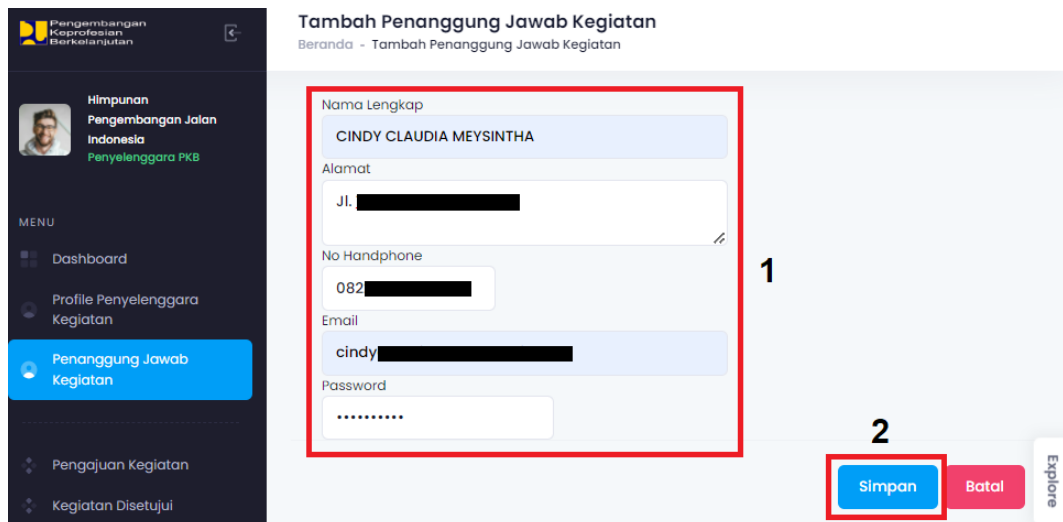 Pengembangan
Keprofesian
Berkelanjutan
Himpunan
Pengembangan Jalan
Indonesia
Penyelenggara PKB
MENU
Dashboard
Profile Penyelenggara
Kegiatan
Penanggung Jawab
Kegiatan
Pengajuan Kegiatan
Kegiatan Disetujui
Tambah Penanggung Jawab Kegiatan
Beranda - Tambah Penanggung Jawab Kegiatan
Nama Lengkap
CINDY CLAUDIA MEYSINTHA
Alamat
Jl.
No Handphone
082
Email
cindy
Password
••••••••••
1
2
Simpan
Batal
Explore